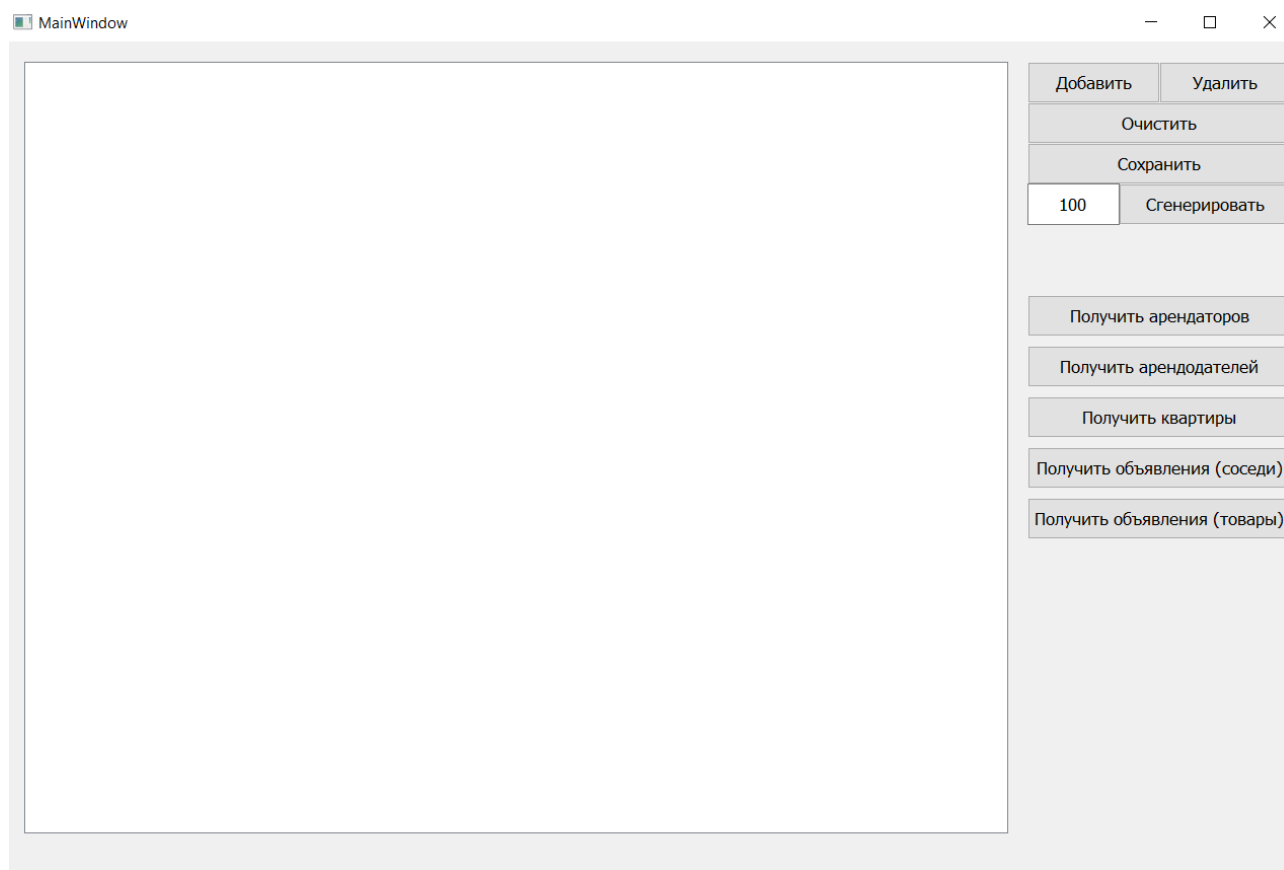 MainWindow
Добавить Удалить
Очистить
Сохранить
100 Сгенерировать
Получить арендаторов
Получить арендодателей
Получить квартиры
Получить объявления (соседи)
Получить объявления (товары)